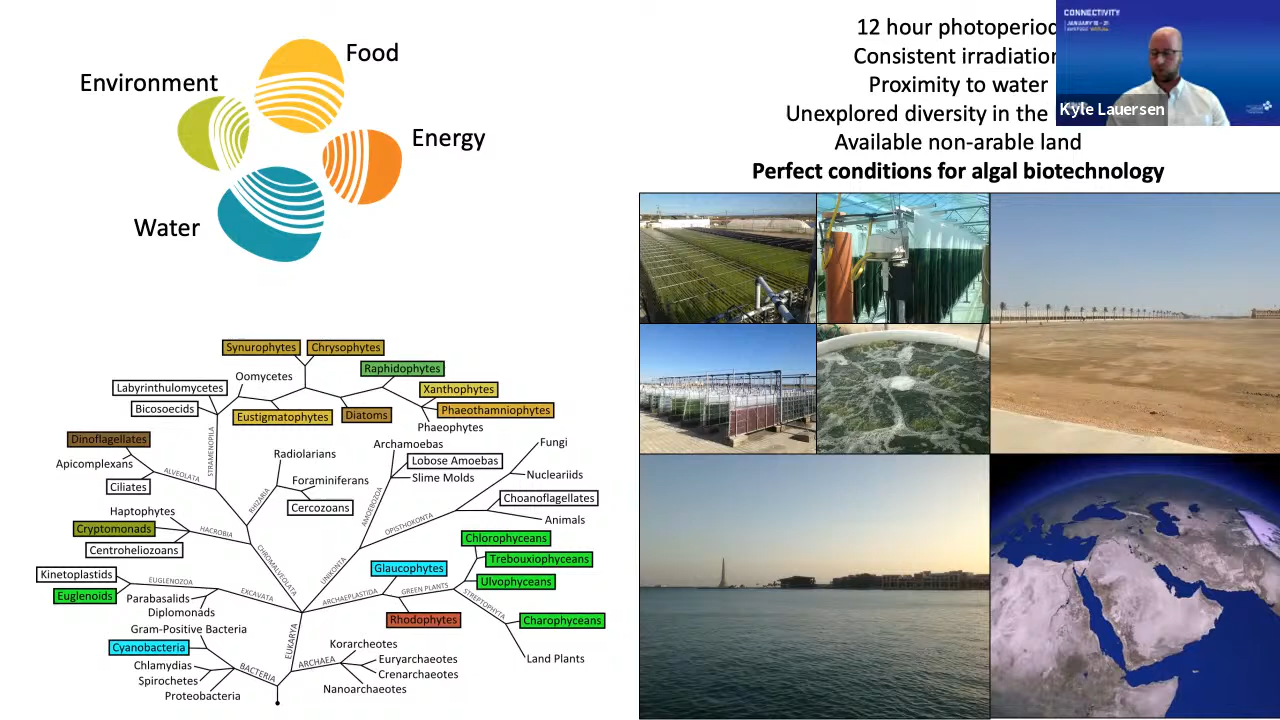 Food
Environment
Energy
Water
12 hour photoperiod
Consistent irradiation
Proximity to water
Unexplored diversity in the
Available non-arable land
Perfect conditions for algal biotechnology
CONNECTIVITY
Kyle Lauersen
Synurophytes
Chrysophytes
Raphidophytes
Oomycetes
Labyrinthulomycetes
Xanthophytes
Bicosoecids
Eustigmatophytes
Diatoms
Phaeothamniophytes
Phaeophytes
Dinoflagellates
STRAMENOPILA
Archamoebas
Fungi
Radiolarians
Lobose Amoebas
Apicomplexans
ALVEOLATA
Slime Molds
Nucleariids
Ciliates
Foraminiferans
RHIZARIA
Cercozoans
AMOEBOZOA
Choanoflagellates
Haptophytes
OPISTHOKONTA
Animals
Cryptomonads
HACROBIA
Chlorophyceans
Centroheliozoans
Trebouxiophyceans
CHROMALVEOLATA
UNIKONTA
Glaucophytes
Kinetoplastids
EUGLENOZOA
Ulvophyceans
Euglenoids
EXCAVATA
ARCHAEPLASTIDA
GREEN PLANTS
Parabasalids
STREPTOPHYTA
Diplomonads
Rhodophytes
Charophyceans
Gram-Positive Bacteria
EUKARYA
Cyanobacteria
Korarcheotes
Chlamydias
BACTERIA
ARCHAEA
Euryarchaeotes
Land Plants
Spirochetes
Crenarchaeotes
Proteobacteria
Nanoarchaeotes